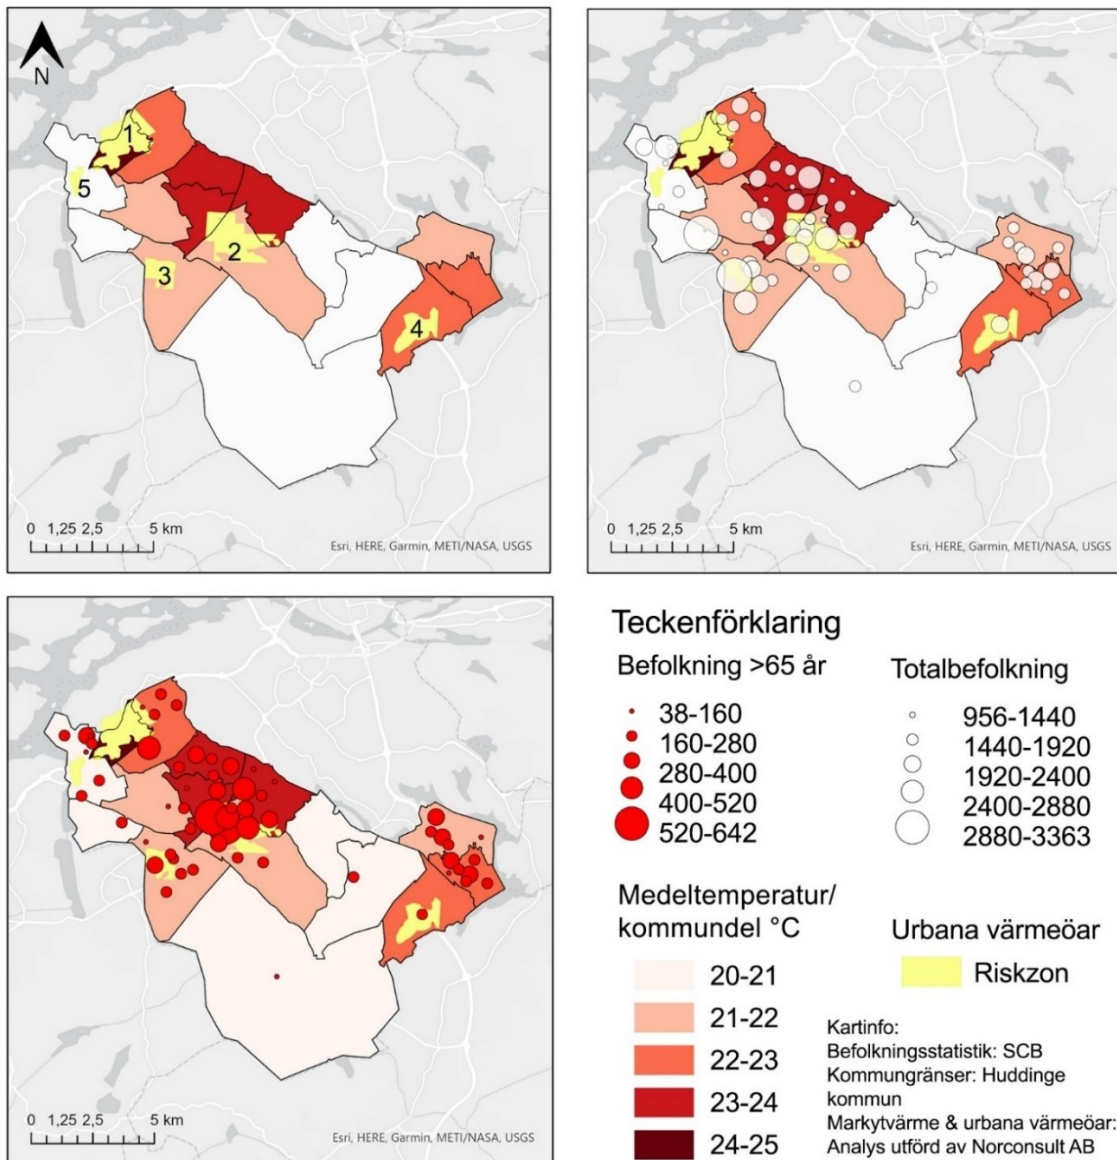 N
1
5
2
3
4
0 1,25 2,5 5 km
Esri, HERE, Garmin, METI/NASA, USGS
0 1,25 2,5 5 km
Esri, HERE, Garmin, METI/NASA, USGS
0 1,25 2,5 5 km
Esri, HERE, Garmin, METI/NASA, USGS
Teckenförklaring
Befolkning >65 år
38-160
160-280
280-400
400-520
520-642
Totalbefolkning
956-1440
1440-1920
1920-2400
2400-2880
2880-3363
Medeltemperatur/
kommundel °C
20-21
21-22
22-23
23-24
24-25
Urbana värmeöar
Riskzon
Kartinfo:
Befolkningsstatistik: SCB
Kommungränser: Huddinge
kommun
Markytvärme & urbana värmeöar:
Analys utförd av Norconsult AB